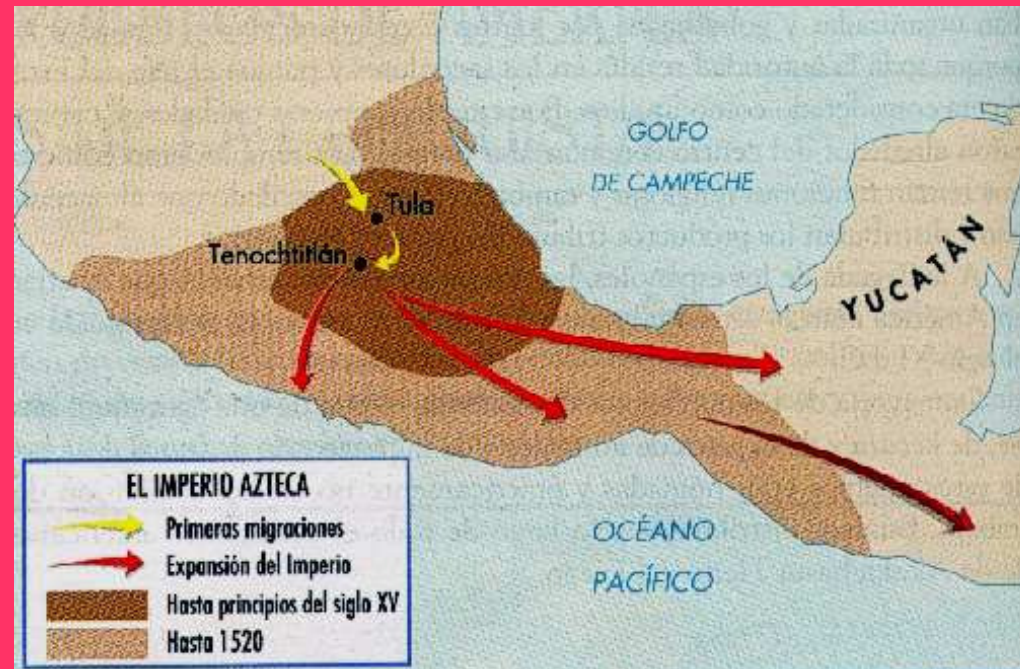 GOLFO
DE CAMPECHE
Tula
Tenochtitlán
YUCATÁN
EL IMPERIO AZTECA
Primeras migraciones
Expansión del Imperio
Hasta principios del siglo XV
Hasta 1520
OCÉANO
PACÍFICO